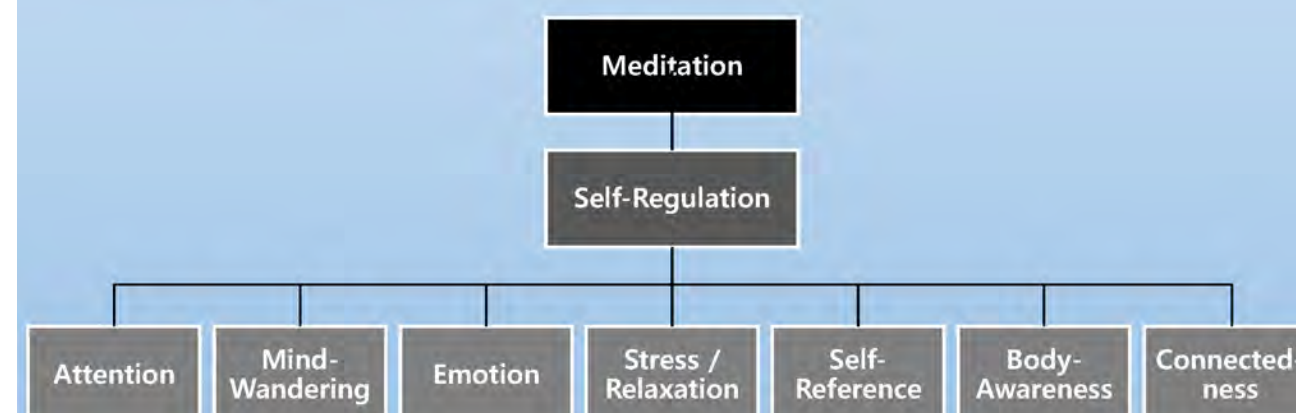 Meditation
Self-Regulation
Attention
Mind-
Wandering
Emotion
Stress /
Relaxation
Self-
Reference
Body-
Awareness
Connected-
ness